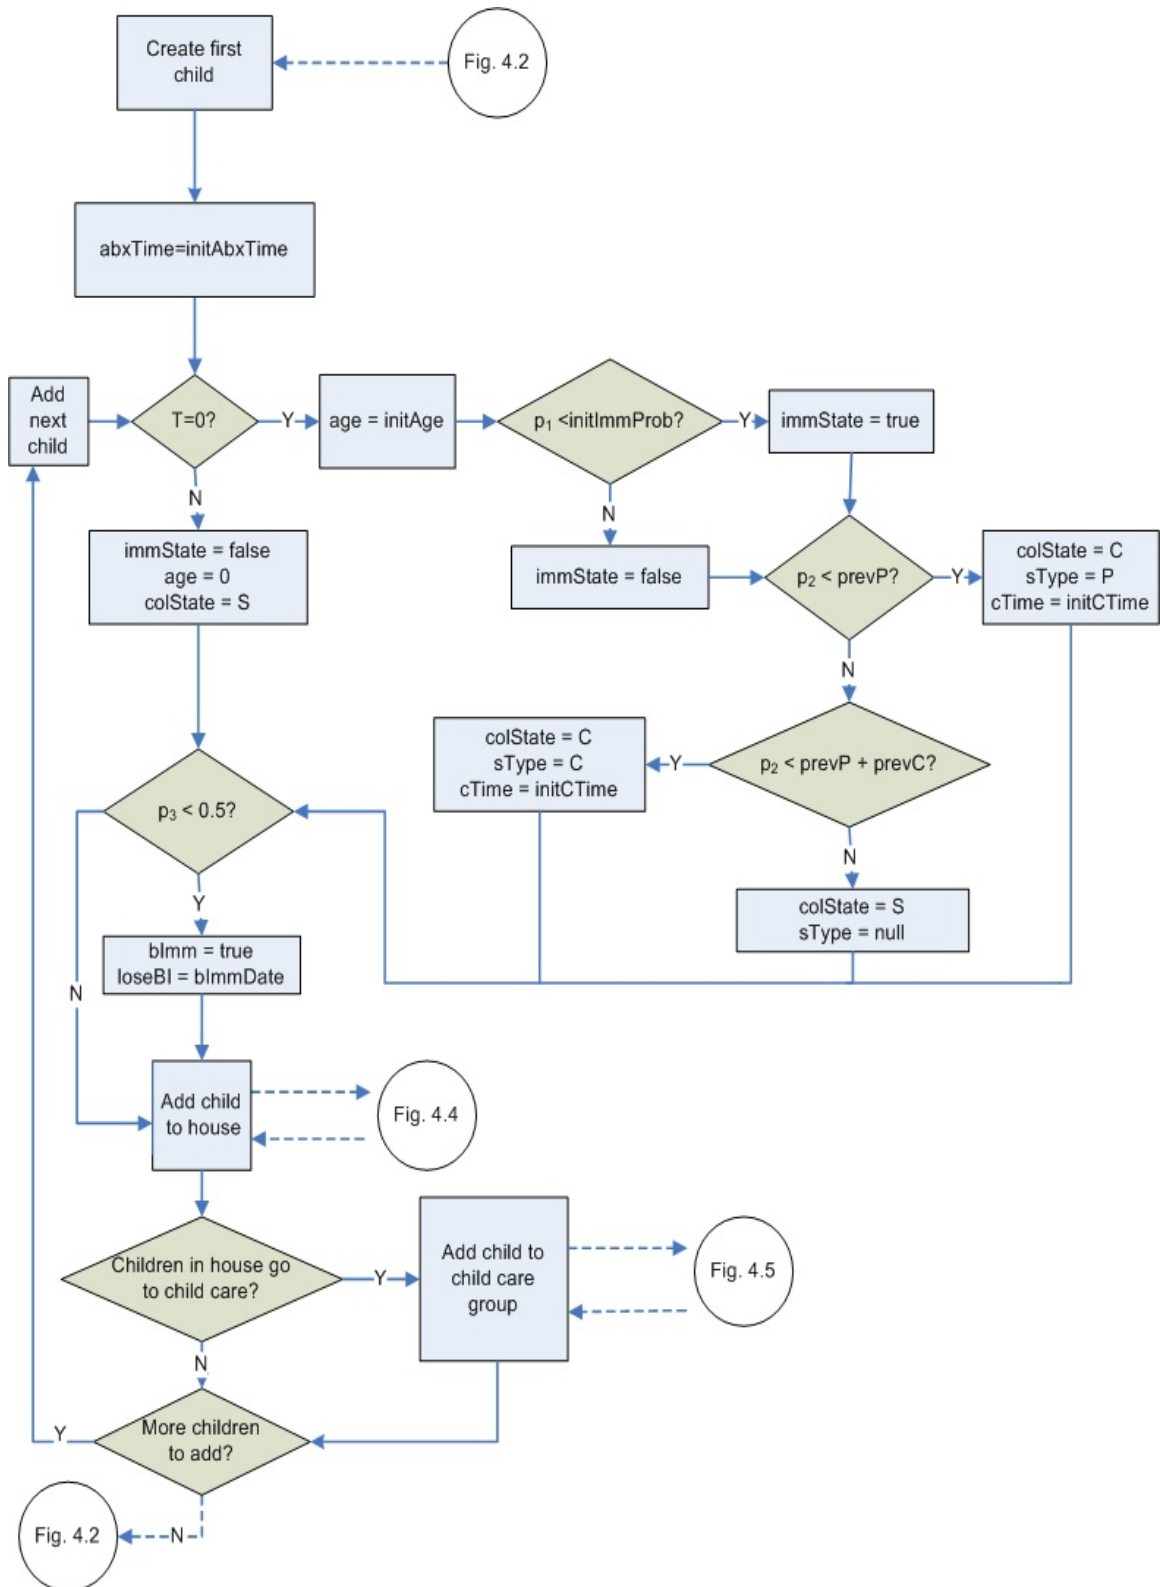 Create first
child
Fig. 4.2
abxTime=initAbxTime
Add
next
child
T=0?
Y
age = initAge
p₁ <initImmProb?
Y
immState = true
N
N
immState = false
age = 0
colState = S
immState = false
p₂ < prevP?
Y
colState = C
sType = P
cTime = initCTime
N
colState = C
sType = C
cTime = initCTime
Y
p₂ < prevP + prevC?
p₃ < 0.5?
N
Y
colState = S
sType = null
bImm = true
loseBI = bImmDate
N
Add child
to house
Fig. 4.4
Children in house go
to child care?
Y
Add child to
child care
group
Fig. 4.5
N
More children
to add?
Y
N
Fig. 4.2